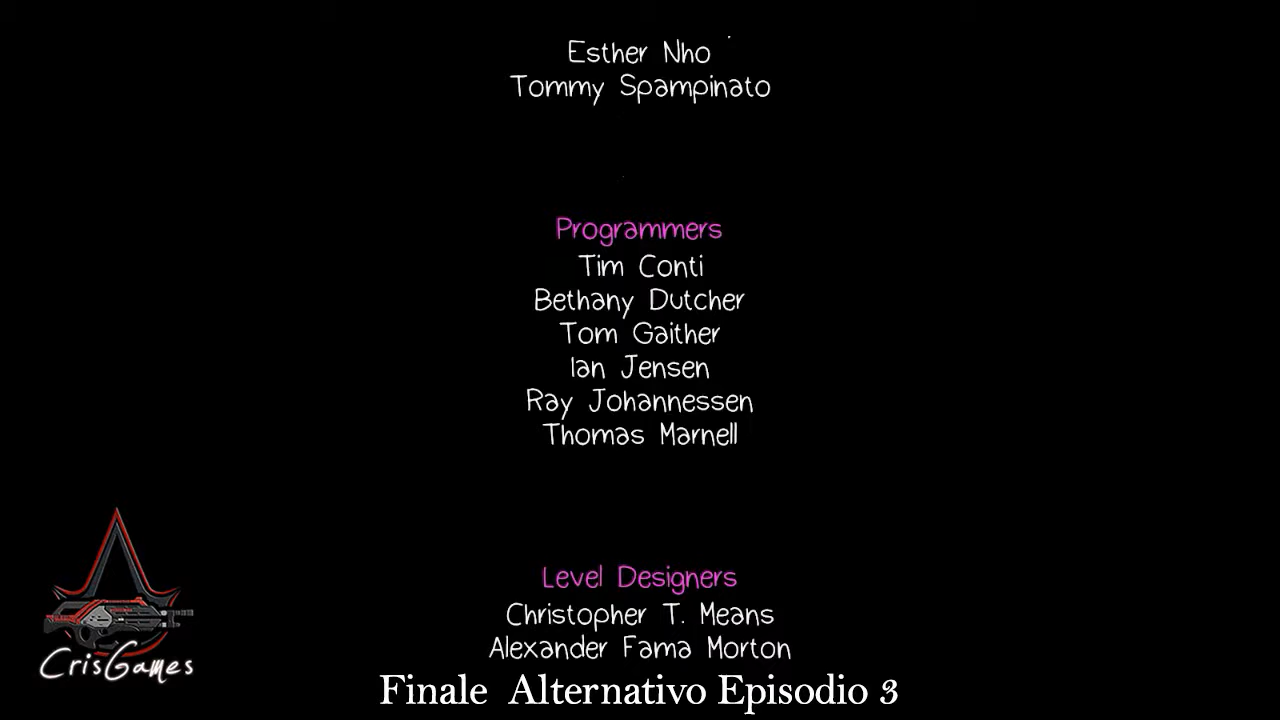 Esther Nho
Tommy Spampinato
Programmers
Tim Conti
Bethany Dutcher
Tom Gaither
Ian Jensen
Ray Johannessen
Thomas Marnell
Level Designers
Christopher T. Means
Alexander Fama Morton
CrisGames
Finale Alternativo Episodio 3